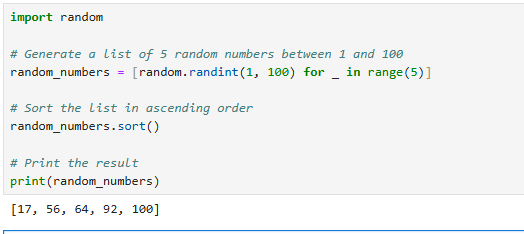 import random
# Generate a list of 5 random numbers between 1 and 100
random_numbers = [random.randint(1, 100) for _ in range(5)]
# Sort the list in ascending order
random_numbers.sort()
# Print the result
print(random_numbers)
[17, 56, 64, 92, 100]